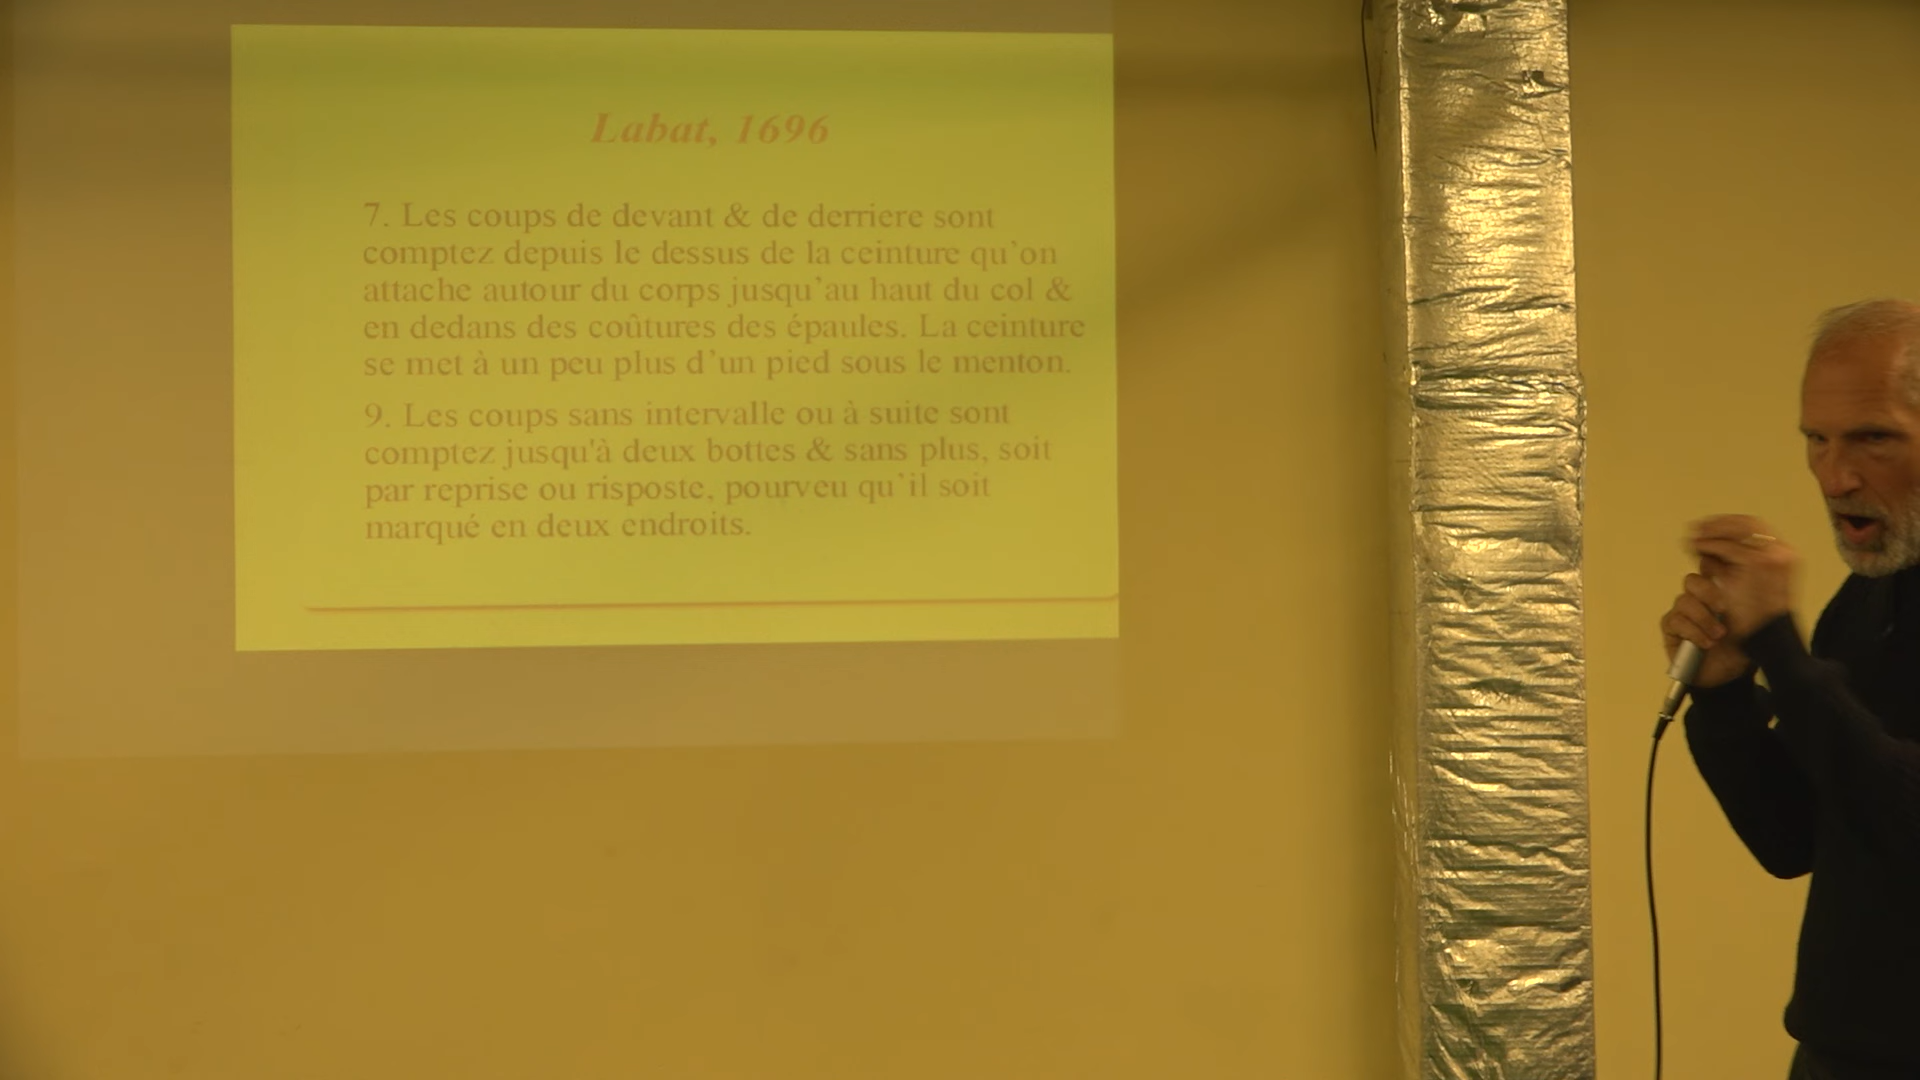 Labat, 1696
7. Les coups de devant & de derriere sont
comptez depuis le dessus de la ceinture qu'on
attache autour du corps jusqu'au haut du col &
en dedans des coûtures des épaules. La ceinture
se met à un peu plus d'un pied sous le menton.
9. Les coups sans intervalle ou à suite sont
comptez jusqu'à deux bottes & sans plus, soit
par reprise ou risposte, pourveu qu'il soit
marqué en deux endroits.